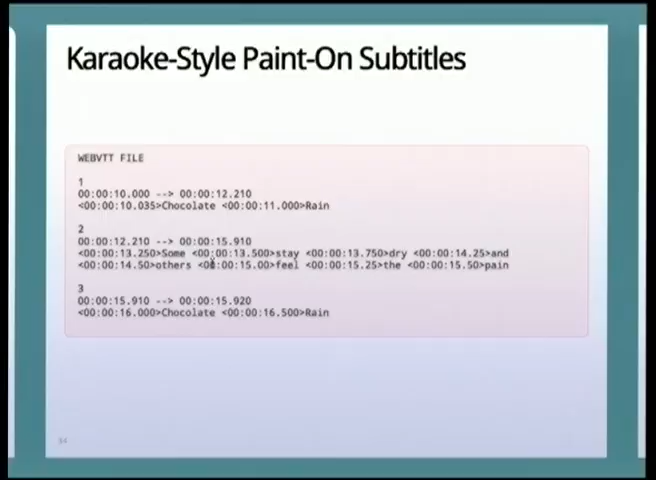 Karaoke-Style Paint-On Subtitles
WEBVTT FILE
1
00:00:10.000 --> 00:00:12.210
<00:00:10.035>Chocolate <00:00:11.000>Rain
2
00:00:12.210 --> 00:00:15.910
<00:00:13.250>Some <00:00:13.500>stay <00:00:13.750>dry <00:00:14.25>and
<00:00:14.50>others <00:00:15.00>feel <00:00:15.25>the <00:00:15.50>pain
3
00:00:15.910 --> 00:00:15.920
<00:00:16.000>Chocolate <00:00:16.500>Rain
84